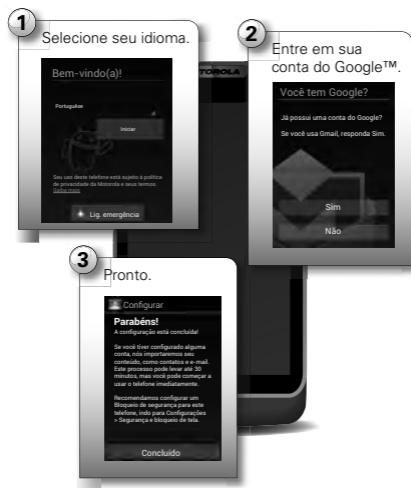 1
Selecione seu idioma.
Bem-vindo(a)!
Portuguêse
Iniciar
Seu uso deste telefone está sujeito à política
de privacidade da Motorola e seus termos.
Saiba mais
Lig. emergência
MOTOROLA
2
Entre em sua
conta do Google™.
Você tem Google?
Já possui uma conta do Google?
Se você usa Gmail, responda Sim.
Sim
Não
3
Pronto.
Configurar
Parabéns!
A configuração está concluída!
Se você tiver configurado alguma
conta, nós importaremos seu
conteúdo, como contatos e e-mail.
Este processo pode levar até 30
minutos, mas você pode começar a
usar o telefone imediatamente.
Recomendamos configurar um
Bloqueio de segurança para este
telefone, indo para Configurações
> Segurança e bloqueio de tela.
Concluído